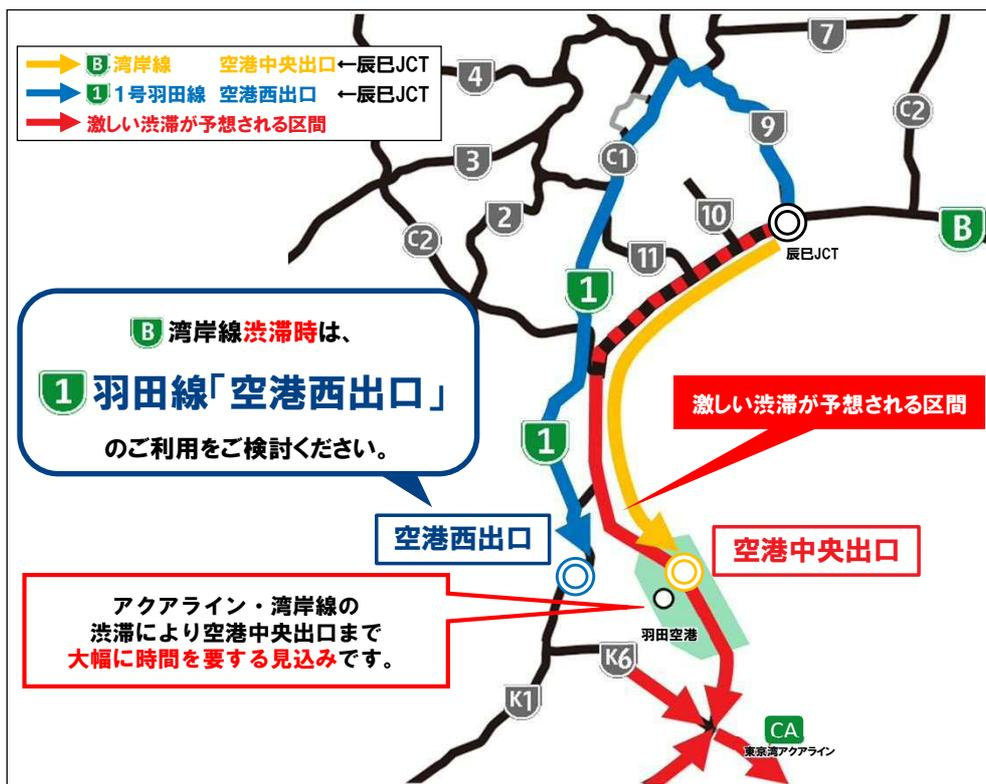 B 湾岸線 空港中央出口←辰巳JCT
1 1号羽田線 空港西出口 ←辰巳JCT
激しい渋滞が予想される区間
7
4
C2
9
C1
3
10
2
C2
11
B
辰巳JCT
1
B 湾岸線渋滞時は、
1 羽田線「空港西出口」
のご利用をご検討ください。
激しい渋滞が予想される区間
1
空港西出口
空港中央出口
アクアライン・湾岸線の
渋滞により空港中央出口まで
大幅に時間を要する見込みです。
羽田空港
K6
K1
CA
東京湾アクアライン